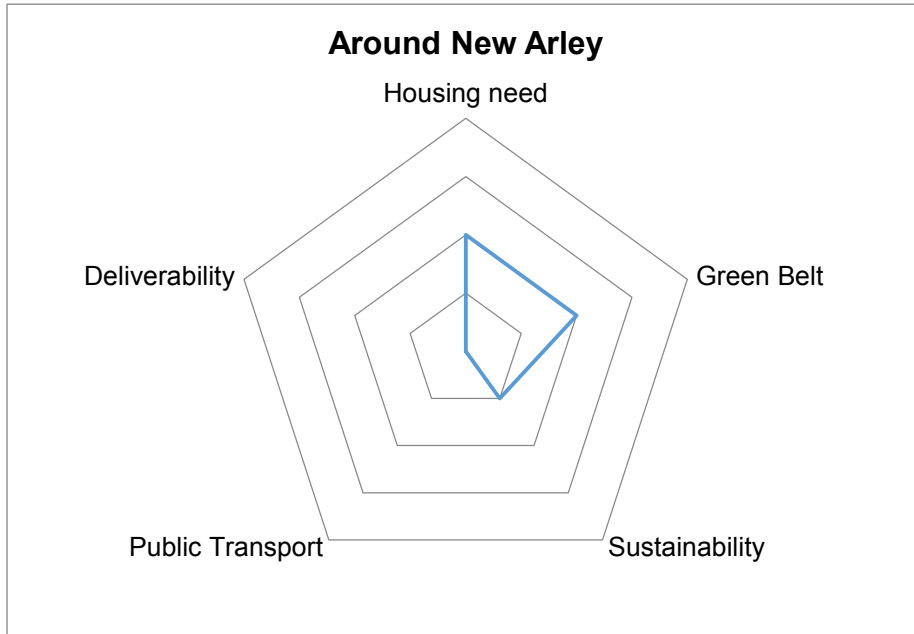 Around New Arley
Housing need
Deliverability
Green Belt
Public Transport
Sustainability